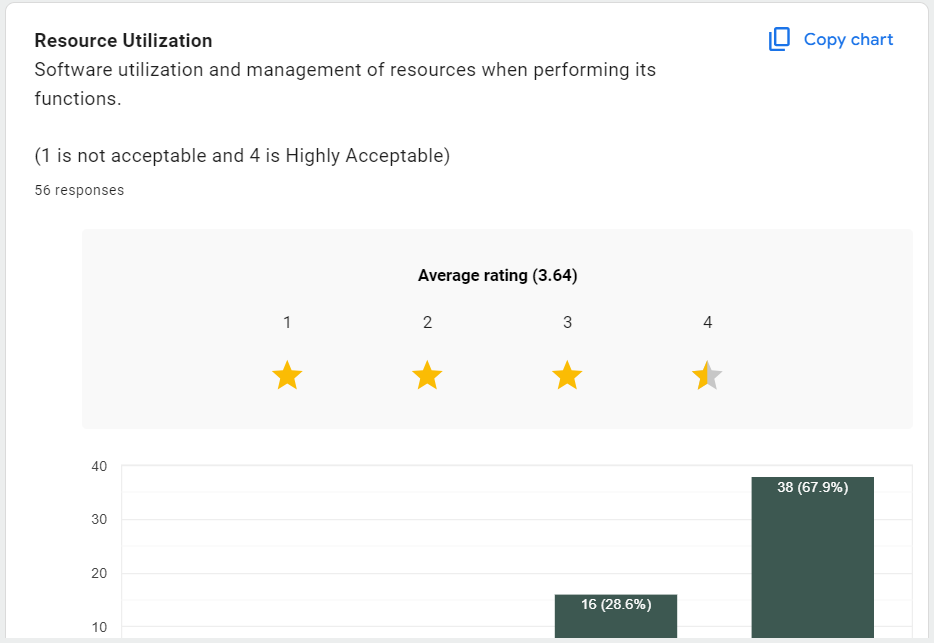 Resource Utilization
Copy chart
Software utilization and management of resources when performing its
functions.
(1 is not acceptable and 4 is Highly Acceptable)
56 responses
Average rating (3.64)
1 2 3 4
40
38 (67.9%)
30
20
16 (28.6%)
10